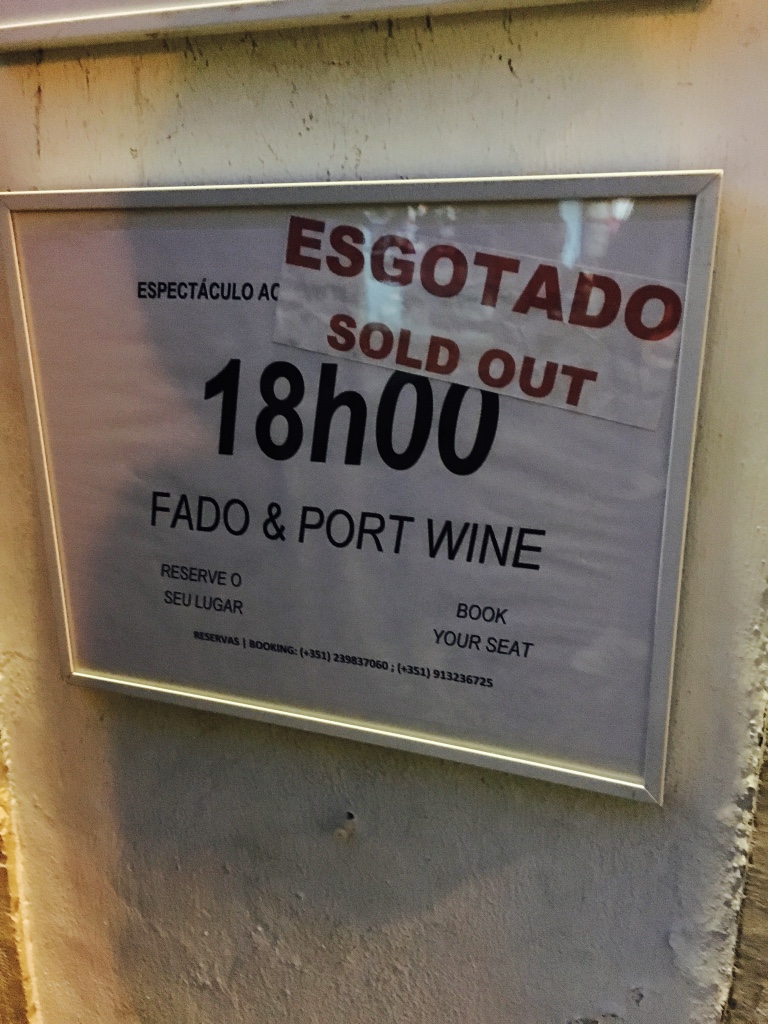 ESGOTADO
SOLD OUT
ESPECTÁCULO
18h00
FADO & PORT WINE
RESERVE O
SEU LUGAR
BOOK
YOUR SEAT
RESERVAS | BOOKING: (+351) 239837060 ; (+351) 913236725